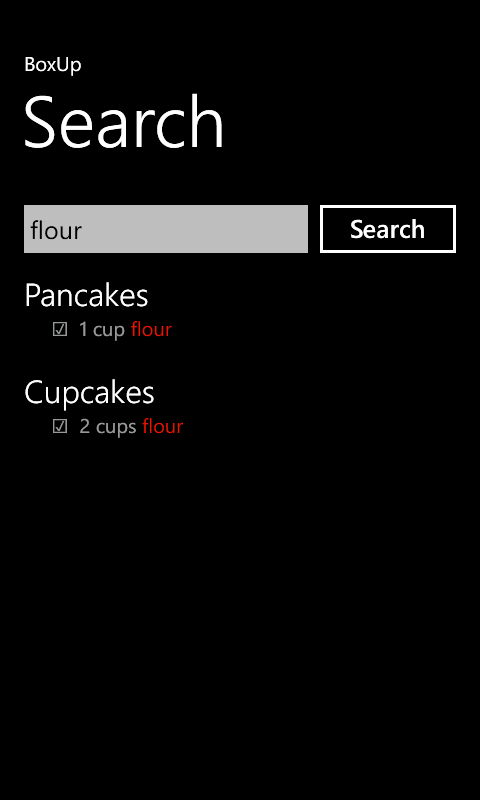 BoxUp
Search
flour Search
Pancakes
☑ 1 cup flour
Cupcakes
☑ 2 cups flour